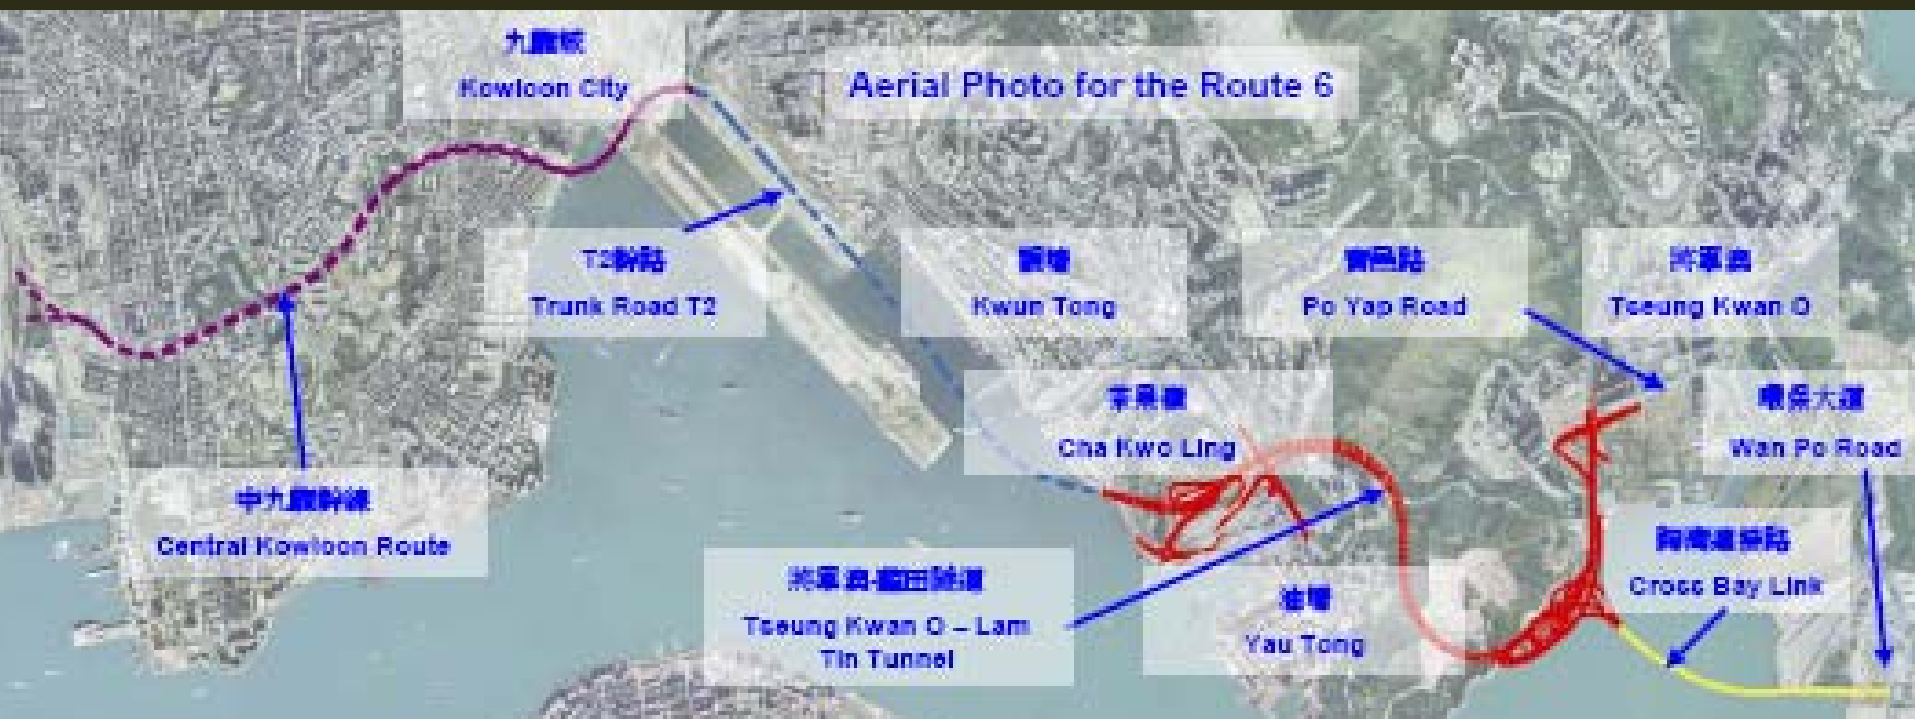 九龍城
Kowloon City
Aerial Photo for the Route 6
T2幹路
Trunk Road T2
觀塘
Kwun Tong
寶邑路
Po Yap Road
將軍澳
Tseung Kwan O
茶果嶺
Cha Kwo Ling
環保大道
Wan Po Road
中九龍幹線
Central Kowloon Route
將軍澳-藍田隧道
Tseung Kwan O – Lam
Tin Tunnel
油塘
Yau Tong
跨灣連接路
Cross Bay Link